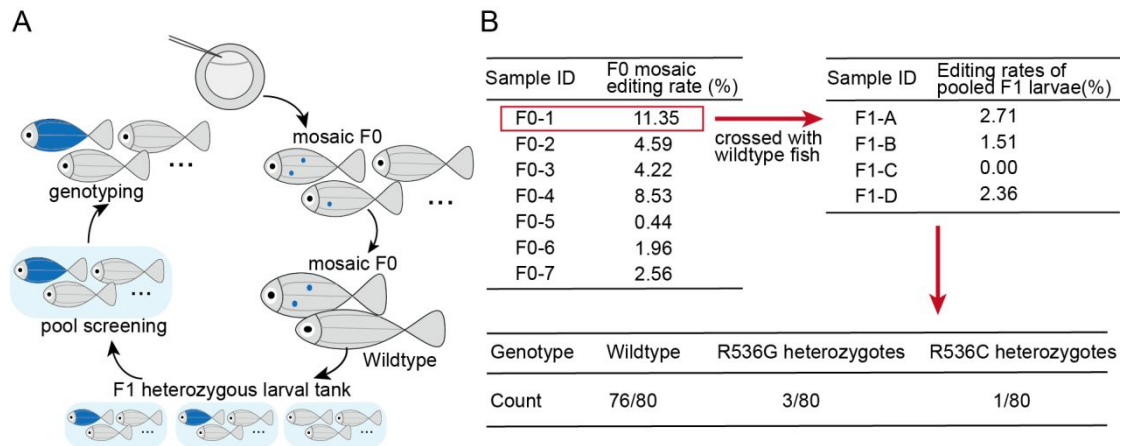 A
mosaic F0
...
mosaic F0
Wildtype
F1 heterozygous larval tank
...
...
...
pool screening
...
genotyping
...
B
Sample ID F0 mosaic editing rate (%)
F0-1 11.35
F0-2 4.59
F0-3 4.22
F0-4 8.53
F0-5 0.44
F0-6 1.96
F0-7 2.56
crossed with
wildtype fish
Sample ID Editing rates of pooled F1 larvae(%)
F1-A 2.71
F1-B 1.51
F1-C 0.00
F1-D 2.36
Genotype Wildtype R536G heterozygotes R536C heterozygotes
Count 76/80 3/80 1/80